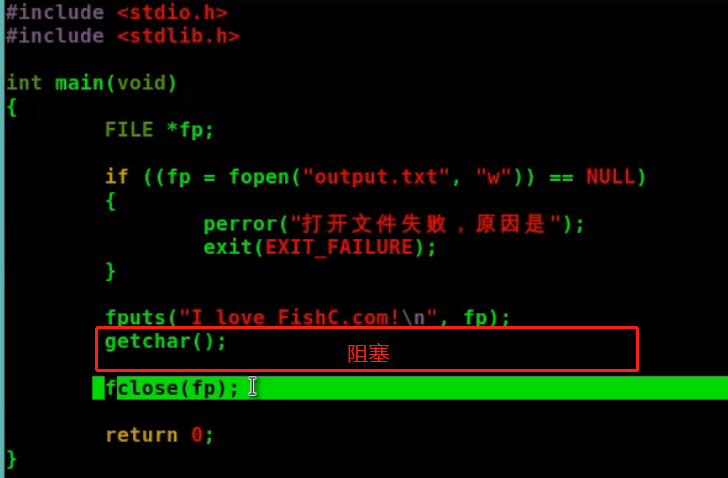 #include <stdio.h>
#include <stdlib.h>
int main(void)
{
FILE *fp;
if ((fp = fopen("output.txt", "w")) == NULL)
{
perror("打开文件失败，原因是");
exit(EXIT_FAILURE);
}
fputs("I love FishC.com!\n", fp);
getchar();
阻塞
fclose(fp);
return 0;
}